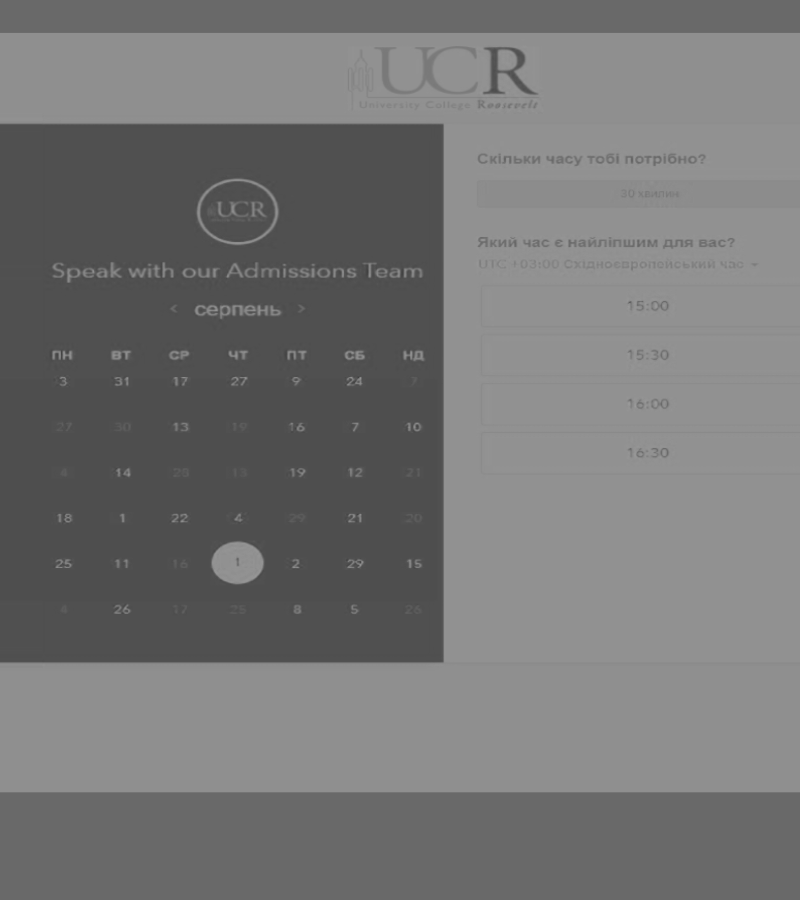 UCR
University College Roosevelt
UCR
Speak with our Admissions Team
< серпень >
ПН ВТ СР ЧТ ПТ СБ НД
3 31 17 27 9 24 7
27 30 13 19 16 7 10
4 14 20 13 19 12 21
18 1 22 4 29 21 20
25 11 16 1 2 29 15
4 26 17 25 8 5 26
Скільки часу тобі потрібно?
30 хвилин
Який час є найліпшим для вас?
UTC +03:00 Східноєвропейський час
15:00
15:30
16:00
16:30